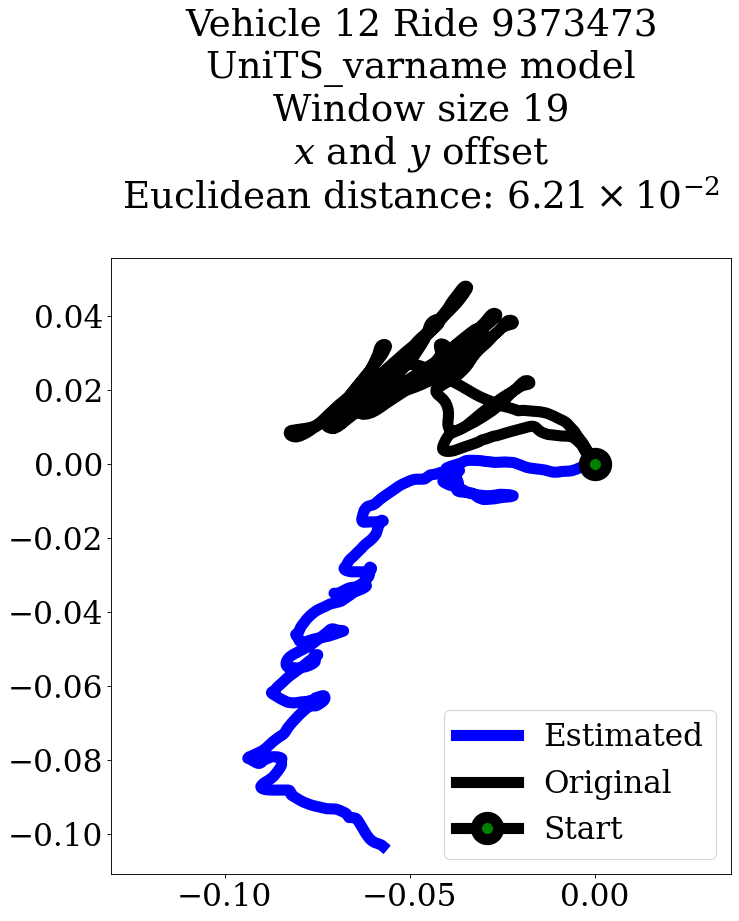 Vehicle 12 Ride 9373473
UniTS_varname model
Window size 19
x and y offset
Euclidean distance: 6.21 × 10⁻²
0.04
0.02
0.00
−0.02
−0.04
−0.06
−0.08
−0.10
Estimated
Original
Start
−0.10
−0.05
0.00